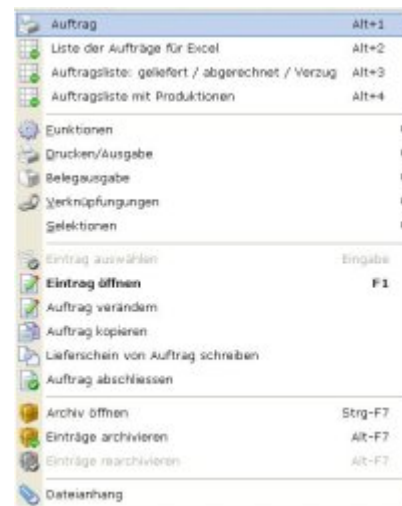 Auftrag Alt+1
Liste der Aufträge für Excel Alt+2
Auftragsliste: geliefert / abgerechnet / Verzug Alt+3
Auftragsliste mit Produktionen Alt+4
Funktionen
Drucken/Ausgabe
Belegausgabe
Verknüpfungungen
Selektionen
Eintrag auswählen Eingabe
Eintrag öffnen F1
Auftrag verändern
Auftrag kopieren
Lieferschein von Auftrag schreiben
Auftrag abschliessen
Archiv öffnen Strg-F7
Einträge archivieren Alt-F7
Einträge rearchivieren Alt-F7
Dateianhang